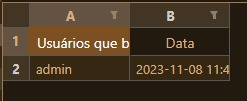 A B
1 Usuários que b Data
2 admin 2023-11-08 11:4